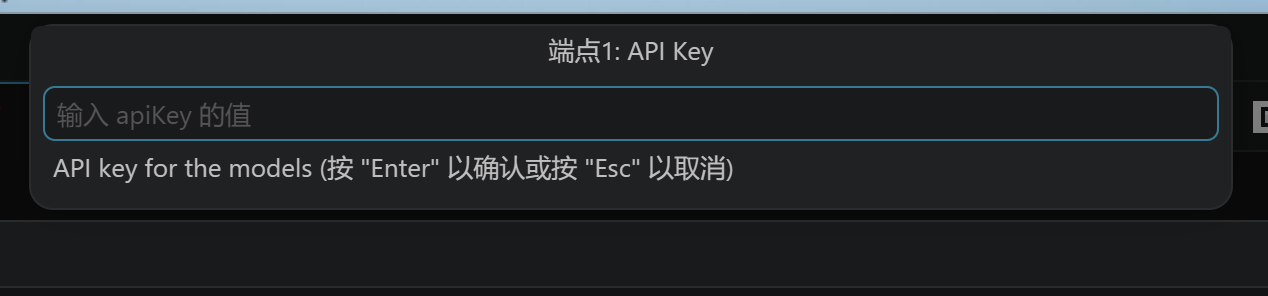 端点1: API Key
输入 apiKey 的值
API key for the models (按 "Enter" 以确认或按 "Esc" 以取消)